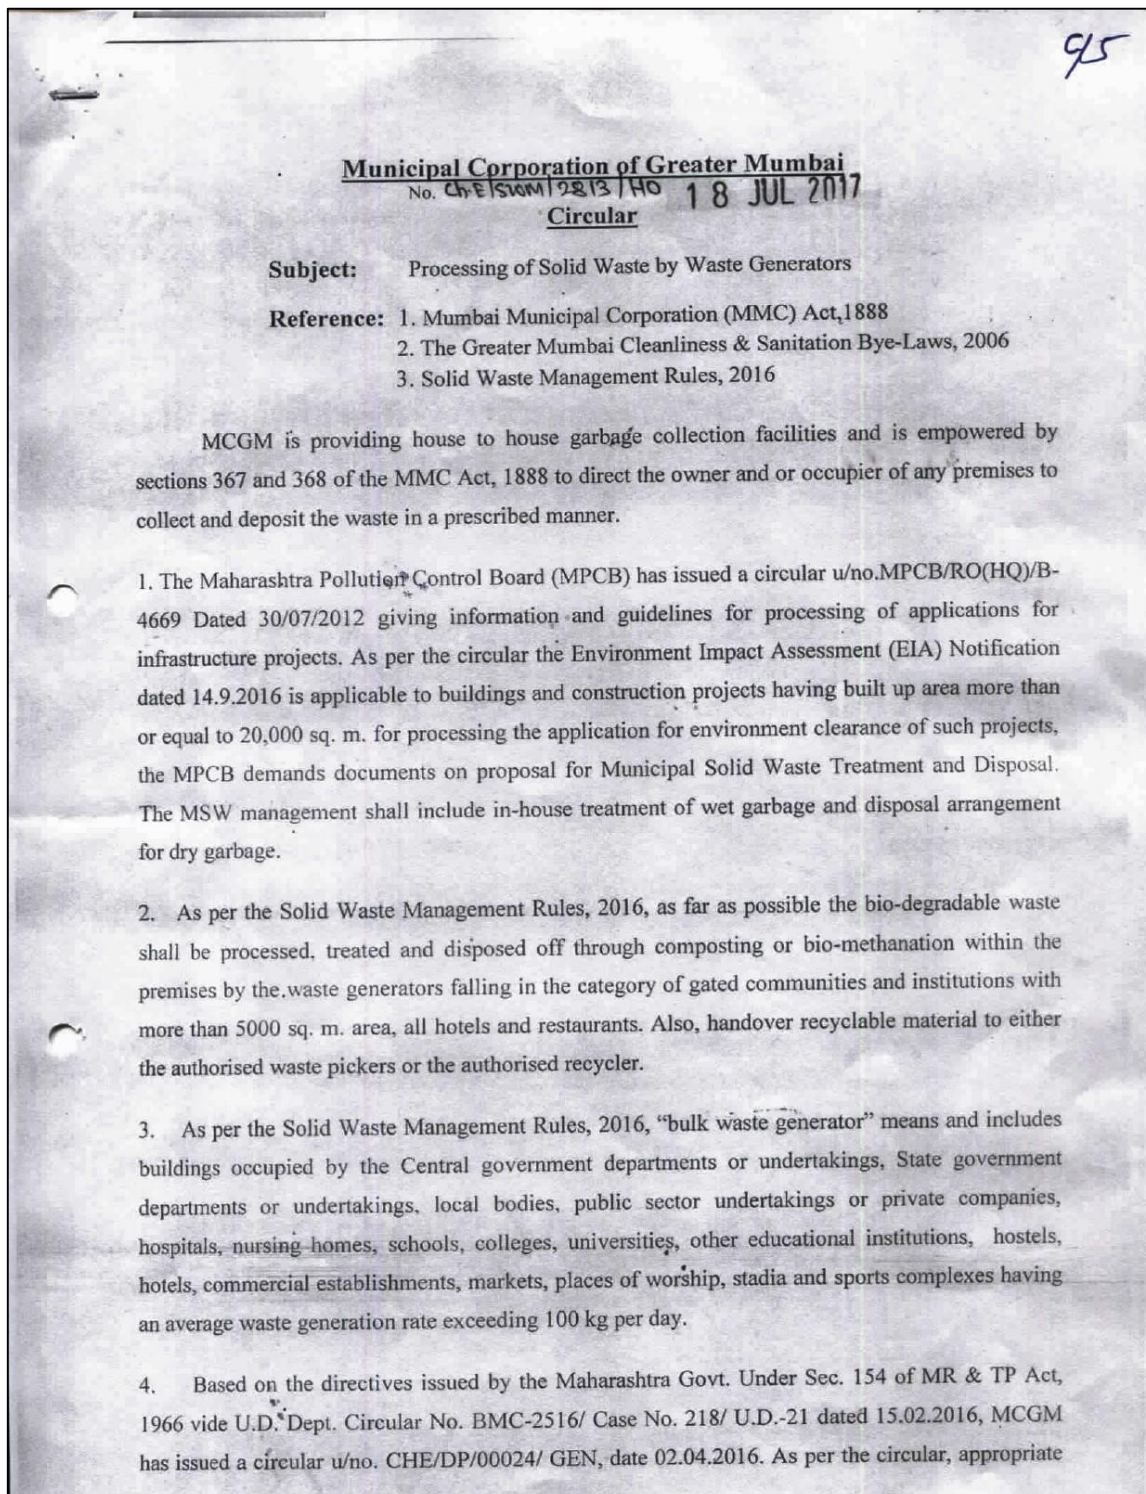 C/5
Municipal Corporation of Greater Mumbai
No. ChE/SWM/2813/HO 18 JUL 2017
Circular
Subject: Processing of Solid Waste by Waste Generators
Reference: 1. Mumbai Municipal Corporation (MMC) Act,1888
2. The Greater Mumbai Cleanliness & Sanitation Bye-Laws, 2006
3. Solid Waste Management Rules, 2016
MCGM is providing house to house garbage collection facilities and is empowered by
sections 367 and 368 of the MMC Act, 1888 to direct the owner and or occupier of any premises to
collect and deposit the waste in a prescribed manner.
1. The Maharashtra Pollution Control Board (MPCB) has issued a circular u/no.MPCB/RO(HQ)/B-
4669 Dated 30/07/2012 giving information and guidelines for processing of applications for
infrastructure projects. As per the circular the Environment Impact Assessment (EIA) Notification
dated 14.9.2016 is applicable to buildings and construction projects having built up area more than
or equal to 20,000 sq. m. for processing the application for environment clearance of such projects,
the MPCB demands documents on proposal for Municipal Solid Waste Treatment and Disposal.
The MSW management shall include in-house treatment of wet garbage and disposal arrangement
for dry garbage.
2. As per the Solid Waste Management Rules, 2016, as far as possible the bio-degradable waste
shall be processed, treated and disposed off through composting or bio-methanation within the
premises by the waste generators falling in the category of gated communities and institutions with
more than 5000 sq. m. area, all hotels and restaurants. Also, handover recyclable material to either
the authorised waste pickers or the authorised recycler.
3. As per the Solid Waste Management Rules, 2016, “bulk waste generator” means and includes
buildings occupied by the Central government departments or undertakings, State government
departments or undertakings, local bodies, public sector undertakings or private companies,
hospitals, nursing homes, schools, colleges, universities, other educational institutions, hostels,
hotels, commercial establishments, markets, places of worship, stadia and sports complexes having
an average waste generation rate exceeding 100 kg per day.
4. Based on the directives issued by the Maharashtra Govt. Under Sec. 154 of MR & TP Act,
1966 vide U.D. Dept. Circular No. BMC-2516/ Case No. 218/ U.D.-21 dated 15.02.2016, MCGM
has issued a circular u/no. CHE/DP/00024/ GEN, date 02.04.2016. As per the circular, appropriate